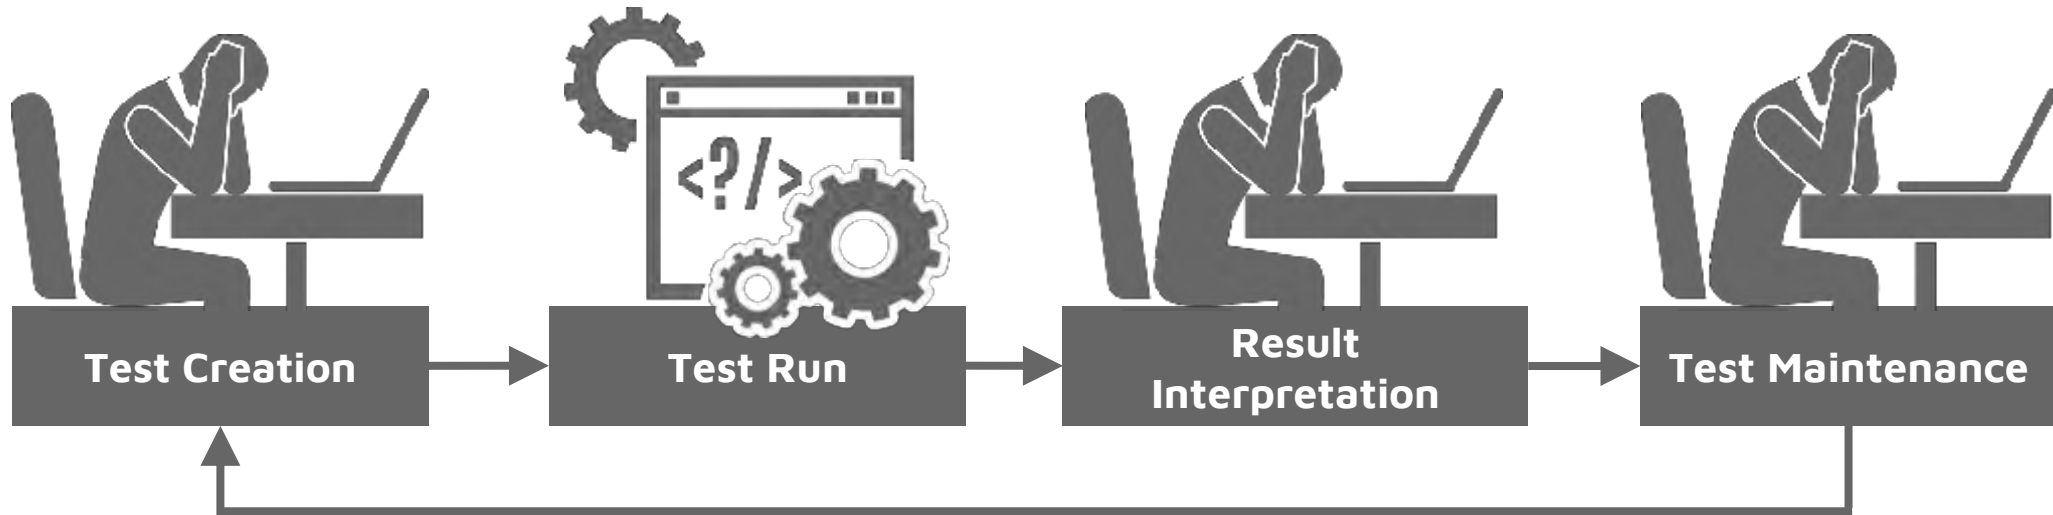 <?/>
Test Creation
Test Run
Result
Interpretation
Test Maintenance